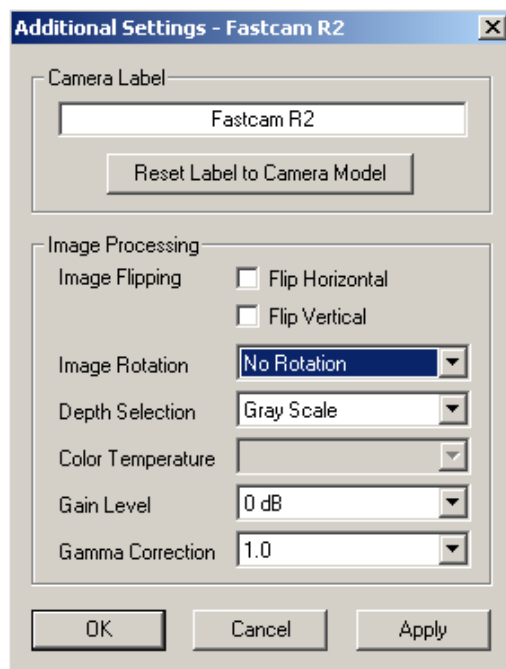 Additional Settings - Fastcam R2
Camera Label
Fastcam R2
Reset Label to Camera Model
Image Processing
Image Flipping Flip Horizontal
Flip Vertical
Image Rotation No Rotation
Depth Selection Gray Scale
Color Temperature
Gain Level 0 dB
Gamma Correction 1.0
OK Cancel Apply